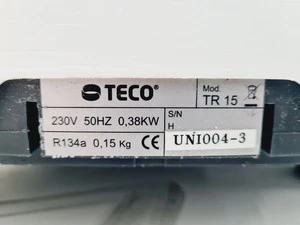 TECO®
Mod.
TR 15
230V 50HZ 0,38KW
S/N
H
R134a 0,15 Kg CE
UNI004-3